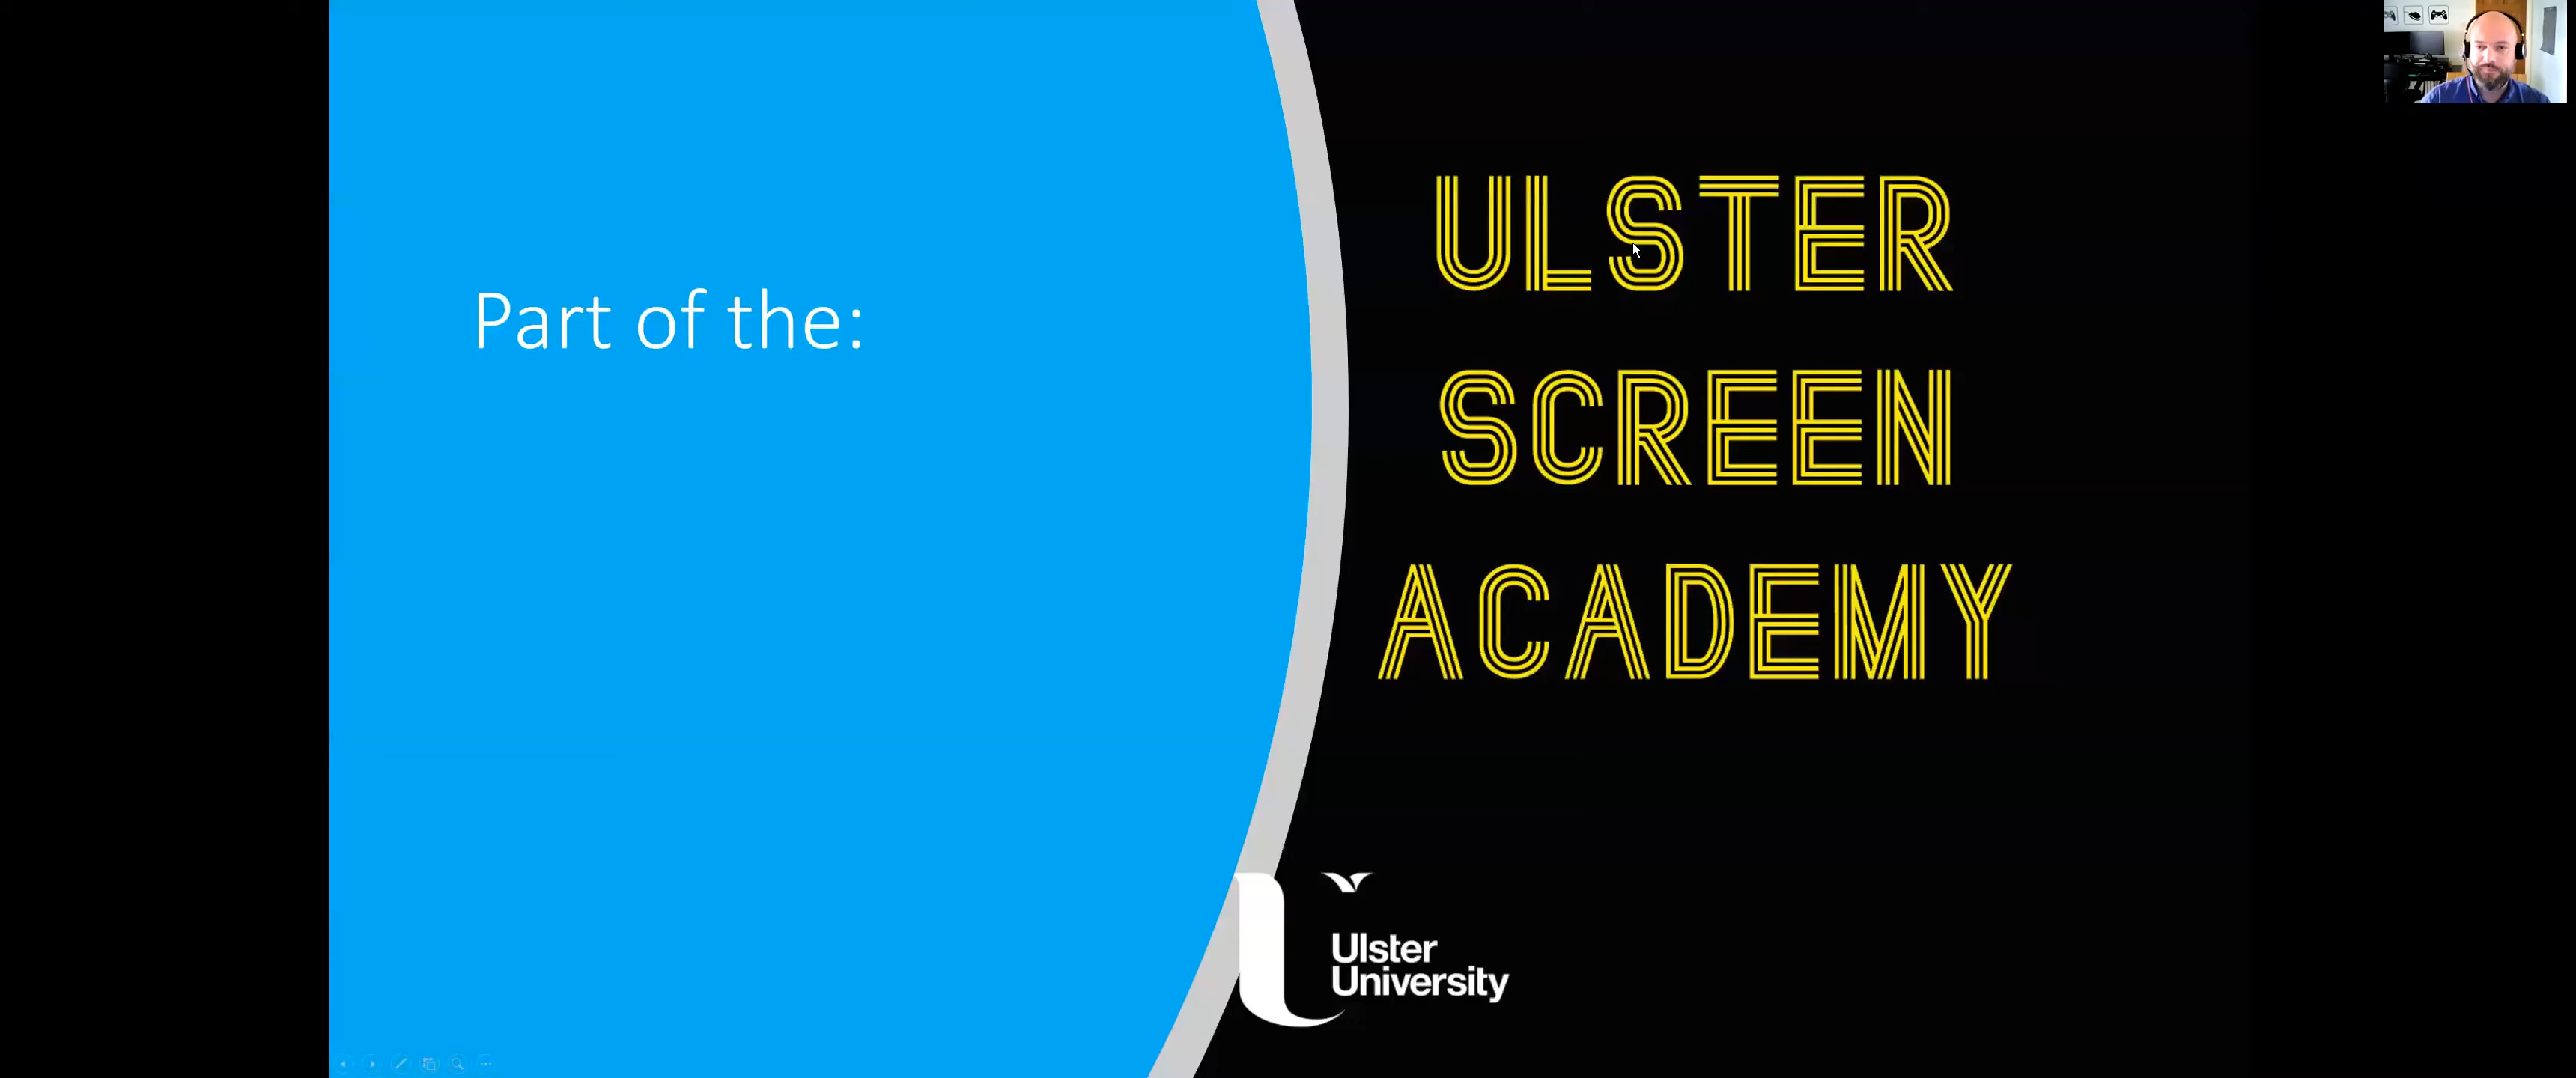 Part of the:
ULSTER
SCREEN
ACADEMY
Ulster
University